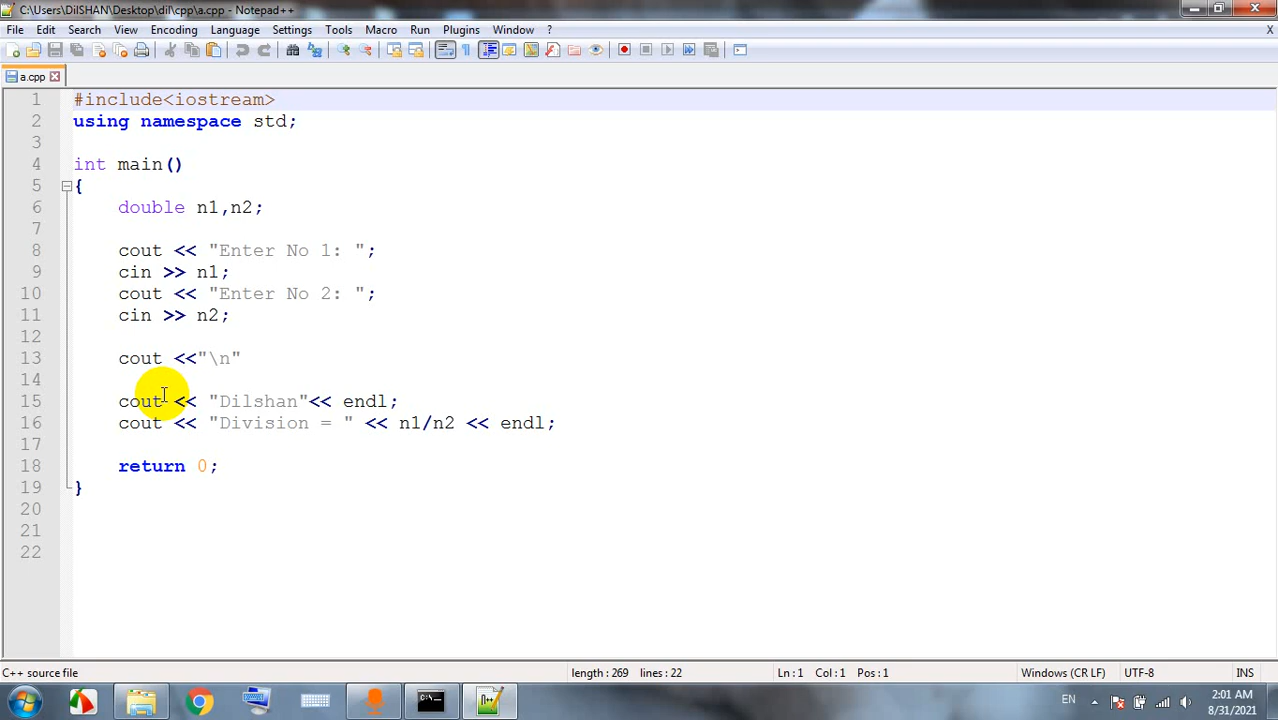 C:\Users\DilSHAN\Desktop\dil\cpp\a.cpp - Notepad++
File Edit Search View Encoding Language Settings Tools Macro Run Plugins Window ? X
a.cpp
1 #include<iostream>
2 using namespace std;
3
4 int main()
5 {
6 double n1,n2;
7
8 cout << "Enter No 1: ";
9 cin >> n1;
10 cout << "Enter No 2: ";
11 cin >> n2;
12
13 cout <<"\n"
14
15 cout << "Dilshan"<< endl;
16 cout << "Division = " << n1/n2 << endl;
17
18 return 0;
19 }
20
21
22
C++ source file length : 269 lines : 22 Ln : 1 Col : 1 Pos : 1 Windows (CR LF) UTF-8 INS
EN 2:01 AM
8/31/2021